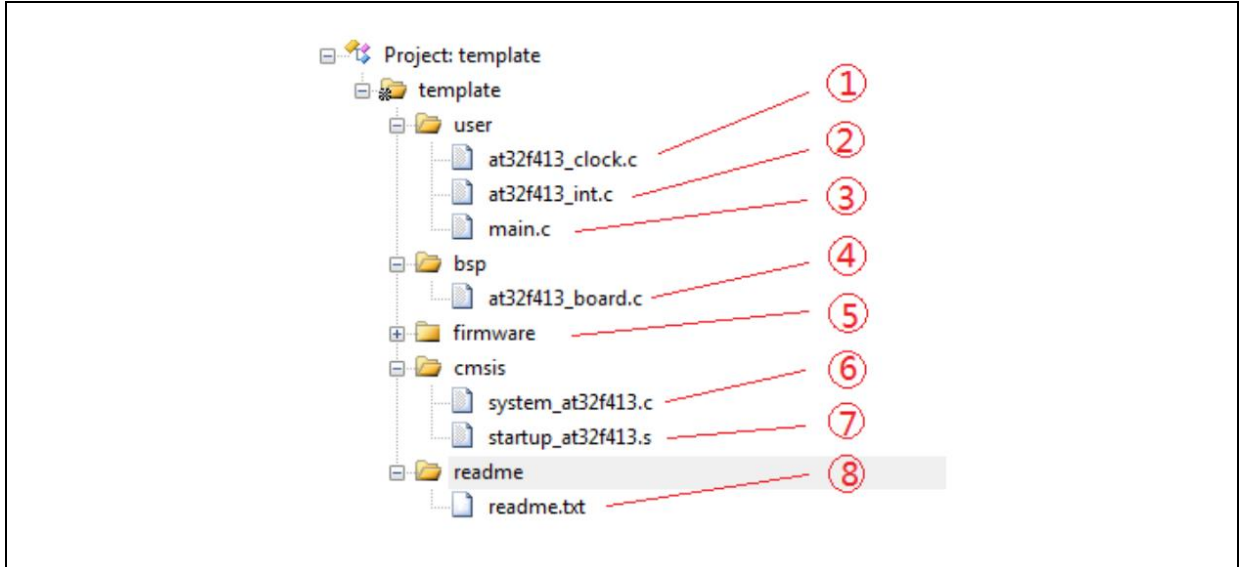 Project: template
template
①
user
at32f413_clock.c
②
at32f413_int.c
③
main.c
④
bsp
at32f413_board.c
⑤
firmware
cmsis
⑥
system_at32f413.c
⑦
startup_at32f413.s
readme
⑧
readme.txt